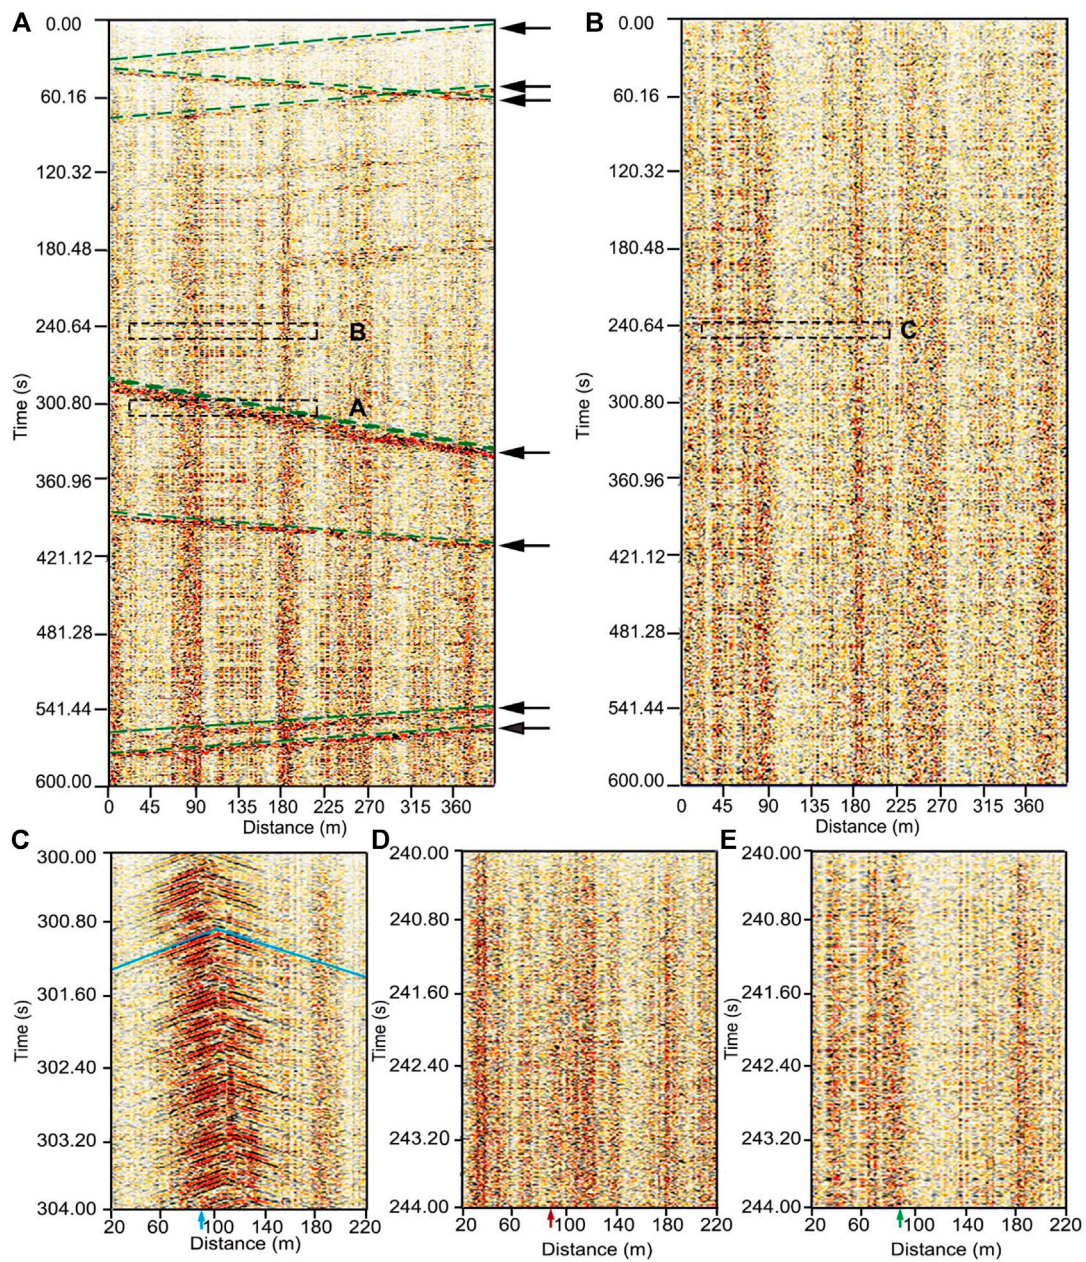 A
0.00
60.16
120.32
180.48
240.64
300.80
360.96
421.12
481.28
541.44
600.00
Time (s)
B
A
0 45 90 135 180 225 270 315 360
Distance (m)
B
0.00
60.16
120.32
180.48
240.64
300.80
360.96
421.12
481.28
541.44
600.00
Time (s)
C
0 45 90 135 180 225 270 315 360
Distance (m)
C
300.00
300.80
301.60
302.40
303.20
304.00
Time (s)
20 60 100 140 180 220
Distance (m)
D
240.00
240.80
241.60
242.40
243.20
244.00
Time (s)
20 60 100 140 180 220
Distance (m)
E
240.00
240.80
241.60
242.40
243.20
244.00
Time (s)
20 60 100 140 180 220
Distance (m)